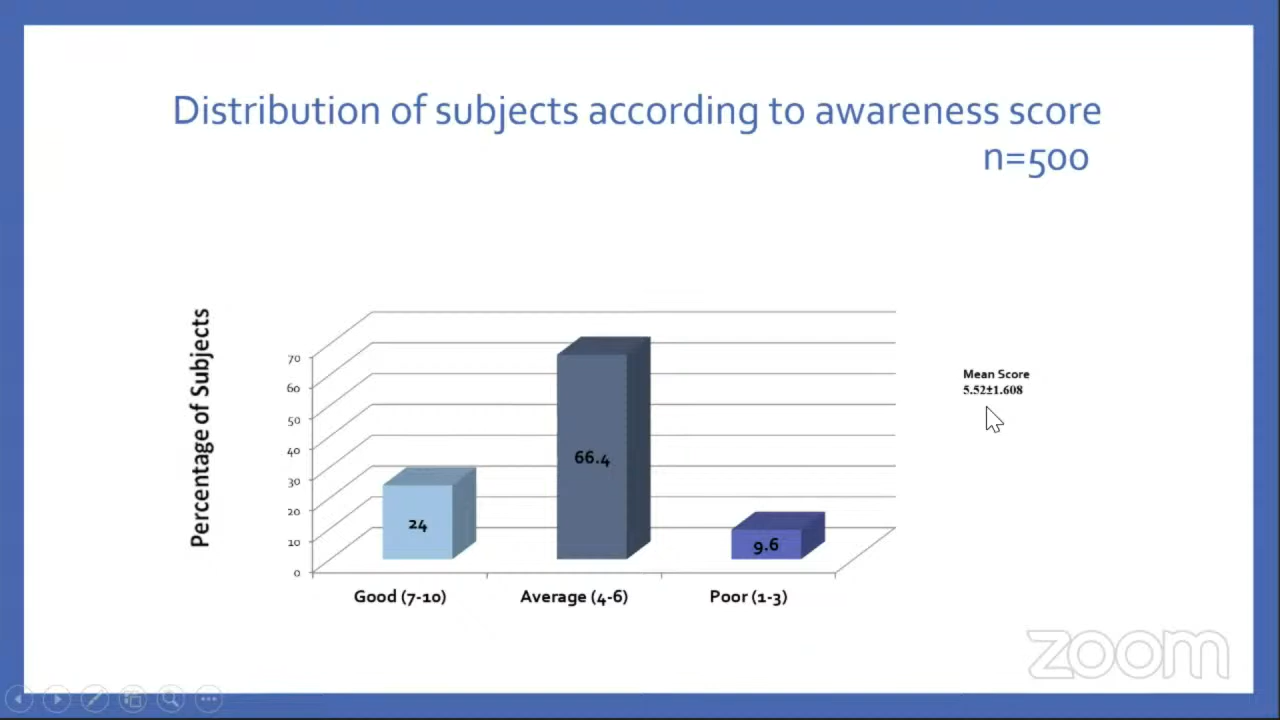 Distribution of subjects according to awareness score
n=500
Percentage of Subjects
70
60
50
40
30
20
10
0
24
66.4
9.6
Good (7-10)
Average (4-6)
Poor (1-3)
Mean Score
5.52±1.608
zoom